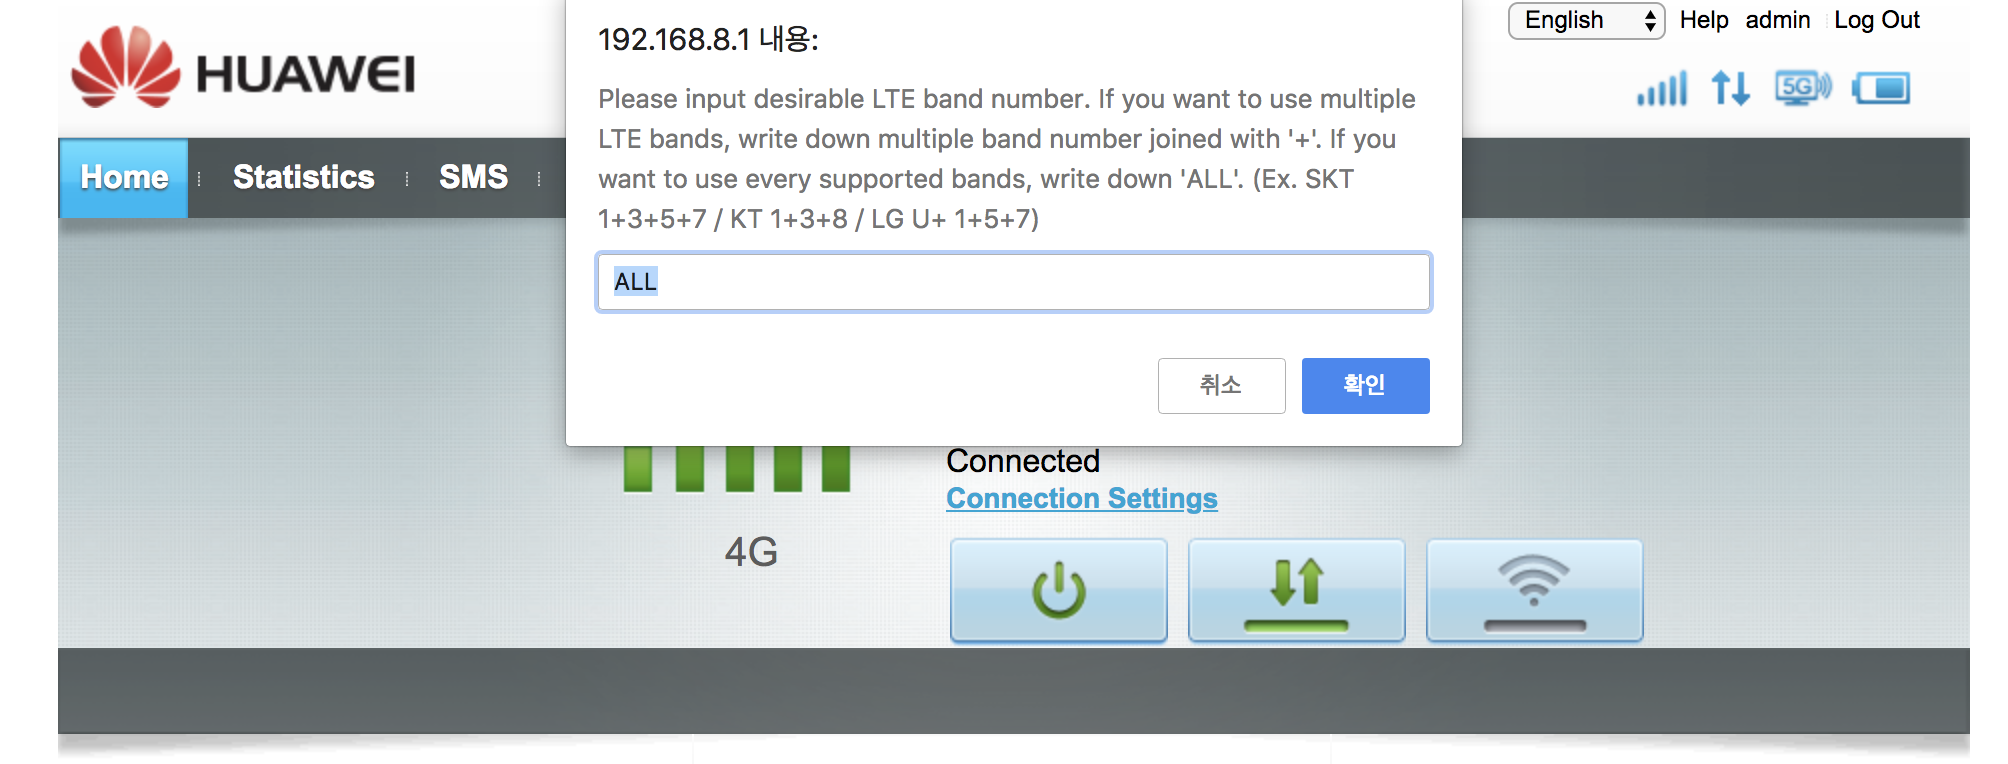 192.168.8.1 내용:
English
Help
admin
Log Out
HUAWEI
5G
Please input desirable LTE band number. If you want to use multiple
LTE bands, write down multiple band number joined with '+'. If you
want to use every supported bands, write down 'ALL'. (Ex. SKT
1+3+5+7 / KT 1+3+8 / LG U+ 1+5+7)
Home
Statistics
SMS
ALL
취소
확인
Connected
Connection Settings
4G